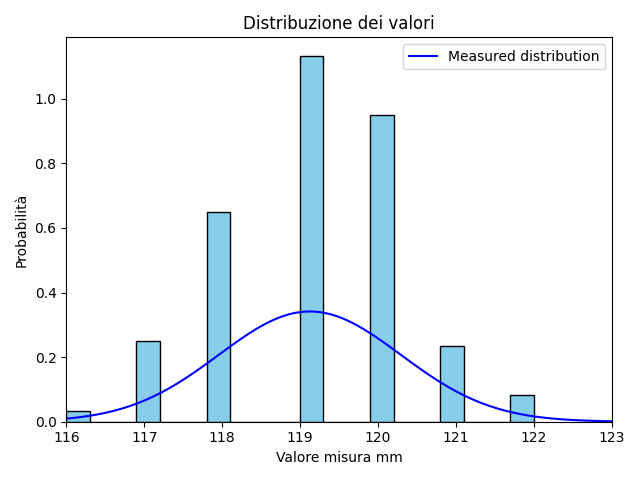 Distribuzione dei valori
Measured distribution
Probabilità
1.0
0.8
0.6
0.4
0.2
0.0
116 117 118 119 120 121 122 123
Valore misura mm